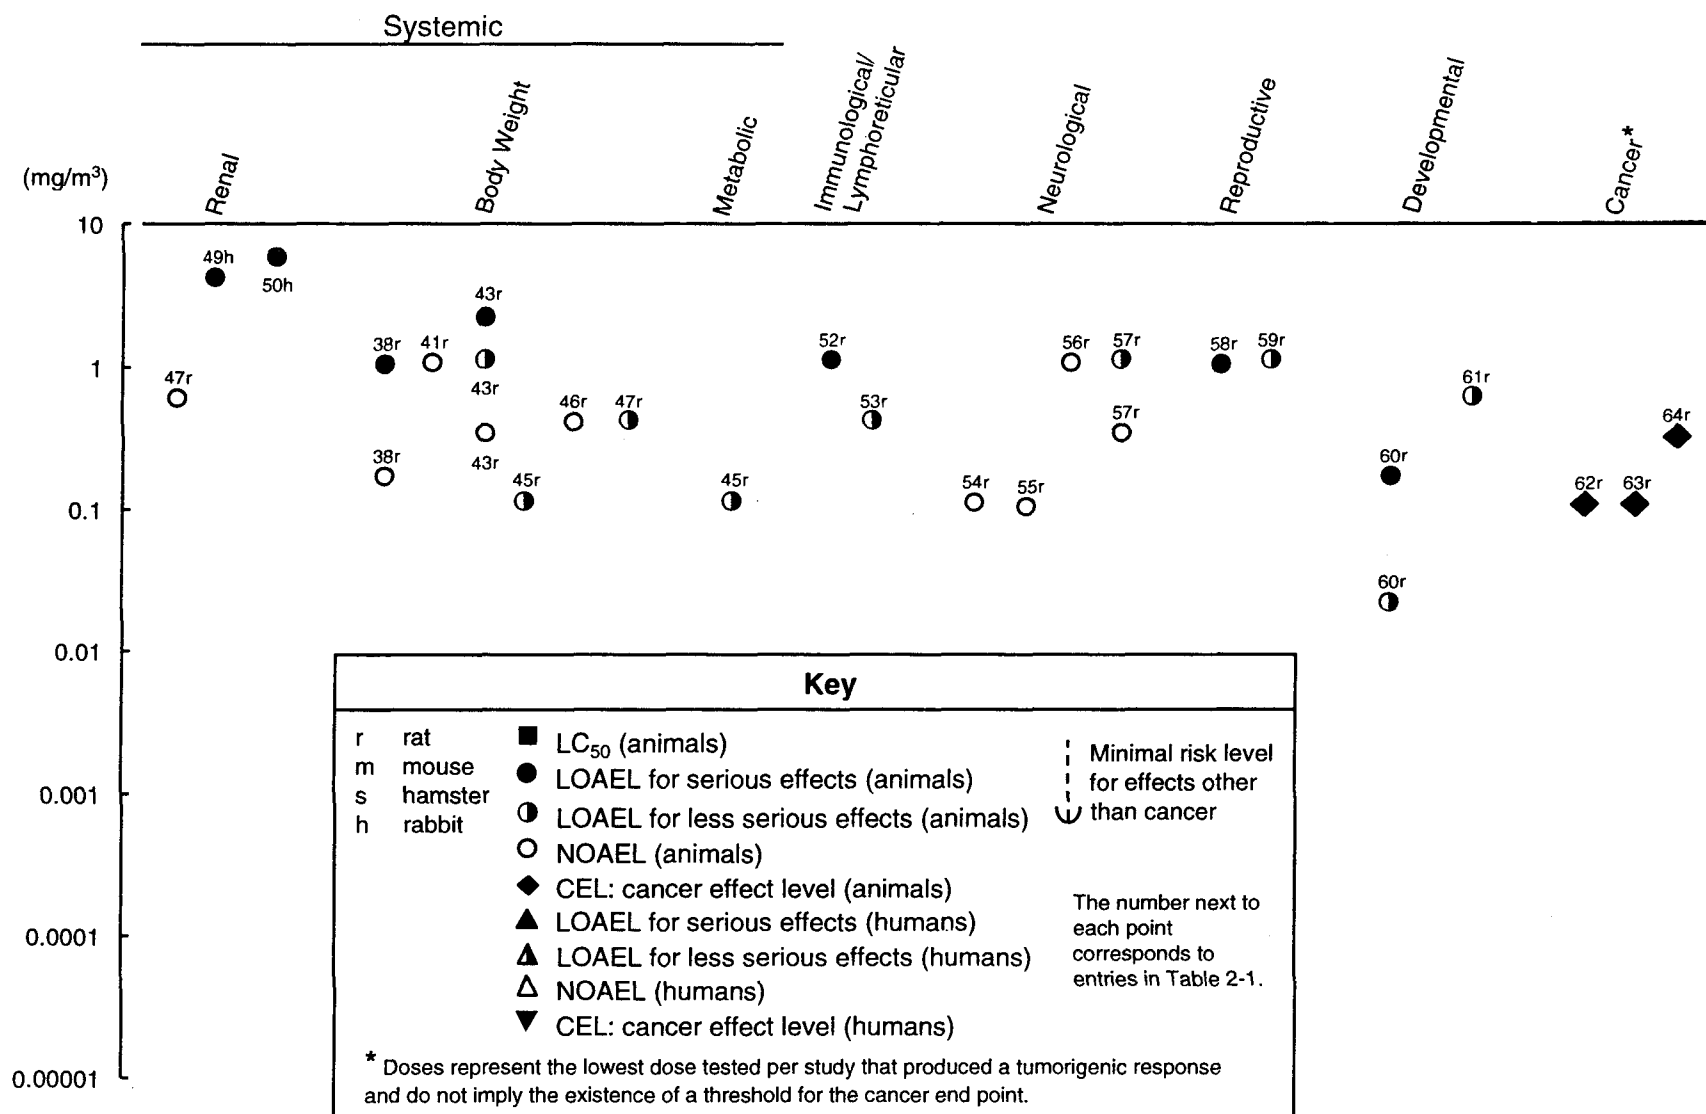 Systemic
(mg/m³)
Renal
Body Weight
Metabolic
Immunological/
Lymphoreticular
Neurological
Reproductive
Developmental
Cancer*
10
49h
50h
43r
38r
41r
52r
56r
57r
58r
59r
1
47r
43r
61r
46r
47r
53r
57r
64r
38r
43r
60r
45r
45r
54r
55r
62r
63r
0.1
60r
0.01
0.001
0.0001
0.00001
Key
r rat
m mouse
s hamster
h rabbit
LC₅₀ (animals)
LOAEL for serious effects (animals)
LOAEL for less serious effects (animals)
NOAEL (animals)
CEL: cancer effect level (animals)
LOAEL for serious effects (humans)
LOAEL for less serious effects (humans)
NOAEL (humans)
CEL: cancer effect level (humans)
Minimal risk level
for effects other
than cancer
The number next to
each point
corresponds to
entries in Table 2-1.
* Doses represent the lowest dose tested per study that produced a tumorigenic response
and do not imply the existence of a threshold for the cancer end point.